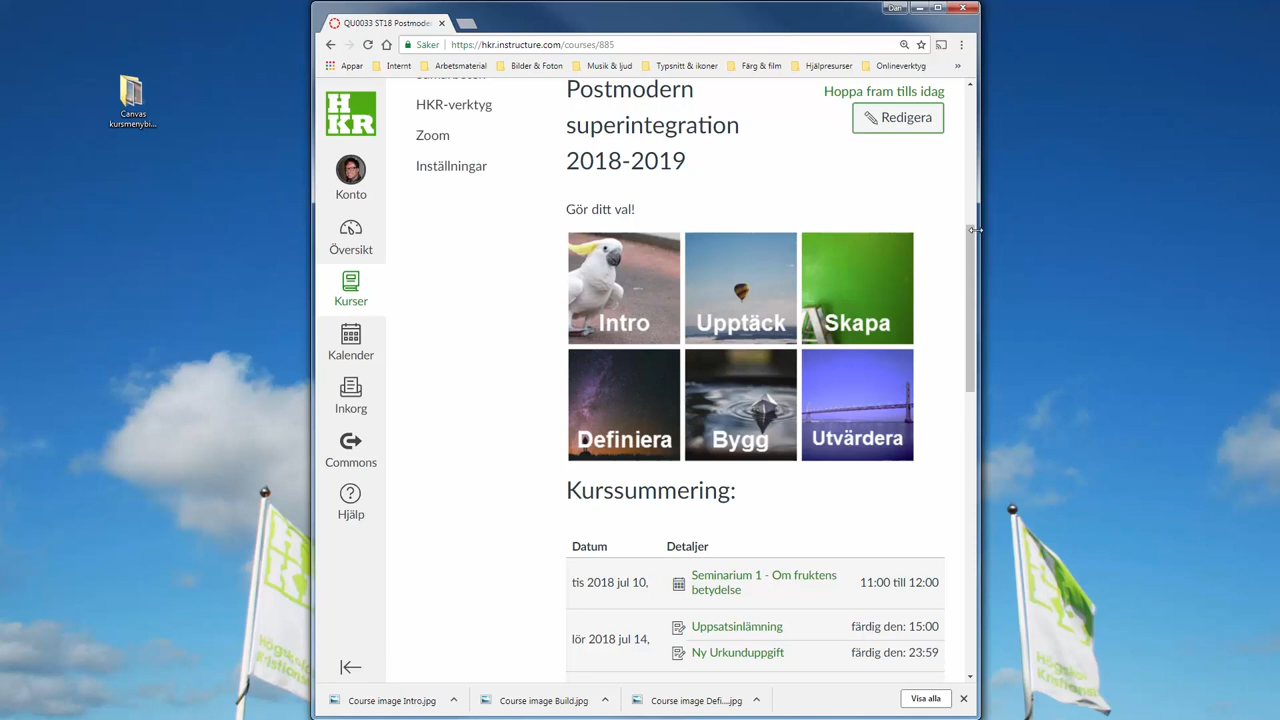 Dan
QU0033 ST18 Postmoder
Säker
https://hkr.instructure.com/courses/885
Appar
Internt
Arbetsmaterial
Bilder & Foton
Musik & ljud
Typsnitt & ikoner
Färg & film
Hjälpresurser
Onlineverktyg
»
Canvas
kursmenybi...
HKR
Konto
Översikt
Kurser
Kalender
Inkorg
Commons
Hjälp
HKR-verktyg
Zoom
Inställningar
Postmodern
superintegration
2018-2019
Hoppa fram tills idag
Redigera
Gör ditt val!
Intro
Upptäck
Skapa
Definiera
Bygg
Utvärdera
Kurssummering:
Datum Detaljer
tis 2018 jul 10, Seminarium 1 - Om fruktens betydelse 11:00 till 12:00
lör 2018 jul 14, Uppsatsinlämning färdig den: 15:00
Ny Urkunduppgift färdig den: 23:59
Course image Intro.jpg
Course image Build.jpg
Course image Defi....jpg
Visa alla